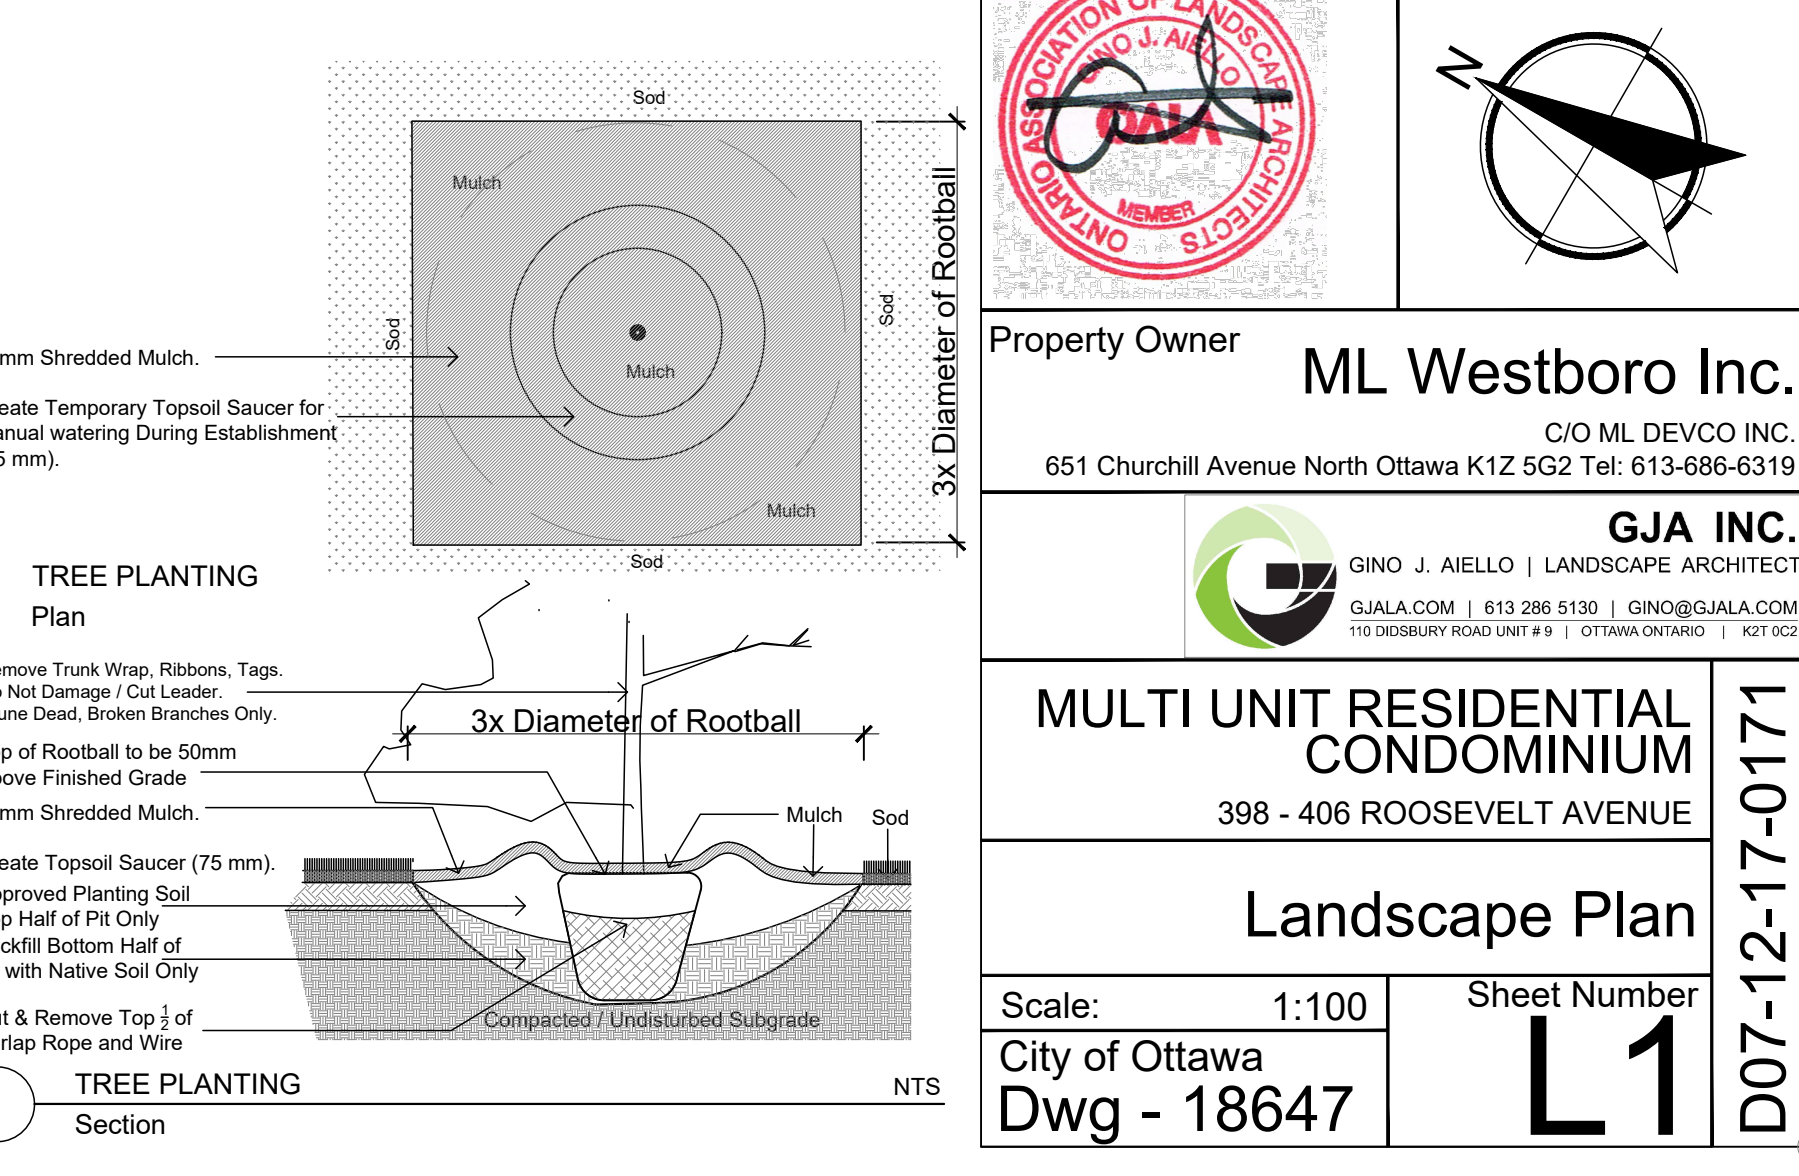 Sod
Mulch
Sod
Mulch
Sod
Mulch
Sod
3x Diameter of Rootball
mm Shredded Mulch.
eate Temporary Topsoil Saucer for
anual watering During Establishment
5 mm).
TREE PLANTING
Plan
emove Trunk Wrap, Ribbons, Tags.
o Not Damage / Cut Leader.
une Dead, Broken Branches Only.
3x Diameter of Rootball
op of Rootball to be 50mm
bove Finished Grade
mm Shredded Mulch.
Mulch
Sod
eate Topsoil Saucer (75 mm).
pproved Planting Soil
op Half of Pit Only
ckfill Bottom Half of
with Native Soil Only
ut & Remove Top 1/2 of
rlap Rope and Wire
Compacted / Undisturbed Subgrade
TREE PLANTING
NTS
Section
ONTARIO ASSOCIATION OF LANDSCAPE ARCHITECTS
GINO J. AIELLO
OALA
MEMBER
N
Property Owner
ML Westboro Inc.
C/O ML DEVCO INC.
651 Churchill Avenue North Ottawa K1Z 5G2 Tel: 613-686-6319
GJA INC.
GINO J. AIELLO | LANDSCAPE ARCHITECT
GJALA.COM | 613 286 5130 | GINO@GJALA.COM
110 DIDSBURY ROAD UNIT # 9 | OTTAWA ONTARIO | K2T 0C2
MULTI UNIT RESIDENTIAL
CONDOMINIUM
398 - 406 ROOSEVELT AVENUE
Landscape Plan
Scale: 1:100
Sheet Number
L1
City of Ottawa
Dwg - 18647
D07-12-17-0171